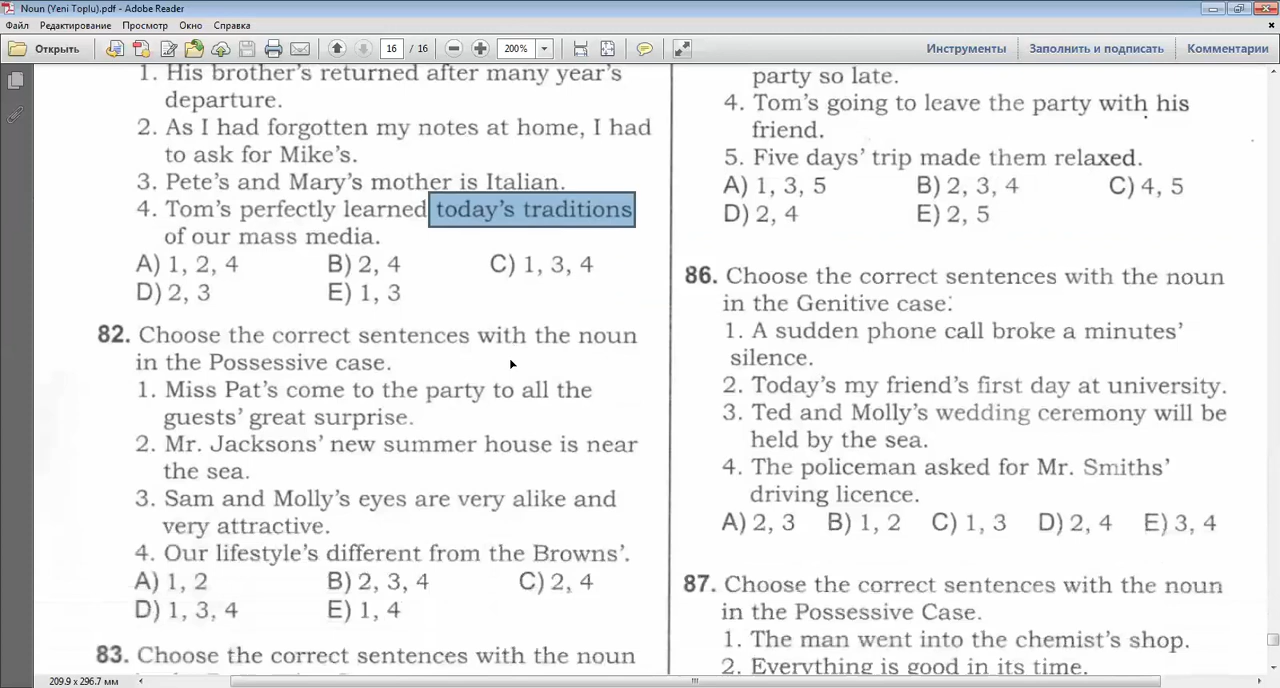 Noun (Yeni Toplu).pdf - Adobe Reader
Файл Редактирование Просмотр Окно Справка
Открыть 16 / 16 200% Инструменты Заполнить и подписать Комментарии
1. His brother's returned after many year's
departure.
2. As I had forgotten my notes at home, I had
to ask for Mike's.
3. Pete's and Mary's mother is Italian.
4. Tom's perfectly learned today's traditions
of our mass media.
A) 1, 2, 4 B) 2, 4 C) 1, 3, 4
D) 2, 3 E) 1, 3
82. Choose the correct sentences with the noun
in the Possessive case.
1. Miss Pat's come to the party to all the
guests' great surprise.
2. Mr. Jacksons' new summer house is near
the sea.
3. Sam and Molly's eyes are very alike and
very attractive.
4. Our lifestyle's different from the Browns'.
A) 1, 2 B) 2, 3, 4 C) 2, 4
D) 1, 3, 4 E) 1, 4
83. Choose the correct sentences with the noun
party so late.
4. Tom's going to leave the party with his
friend.
5. Five days' trip made them relaxed.
A) 1, 3, 5 B) 2, 3, 4 C) 4, 5
D) 2, 4 E) 2, 5
86. Choose the correct sentences with the noun
in the Genitive case:
1. A sudden phone call broke a minutes'
silence.
2. Today's my friend's first day at university.
3. Ted and Molly's wedding ceremony will be
held by the sea.
4. The policeman asked for Mr. Smiths'
driving licence.
A) 2, 3 B) 1, 2 C) 1, 3 D) 2, 4 E) 3, 4
87. Choose the correct sentences with the noun
in the Possessive Case.
1. The man went into the chemist's shop.
2. Everything is good in its time.
209.9 x 296.7 мм